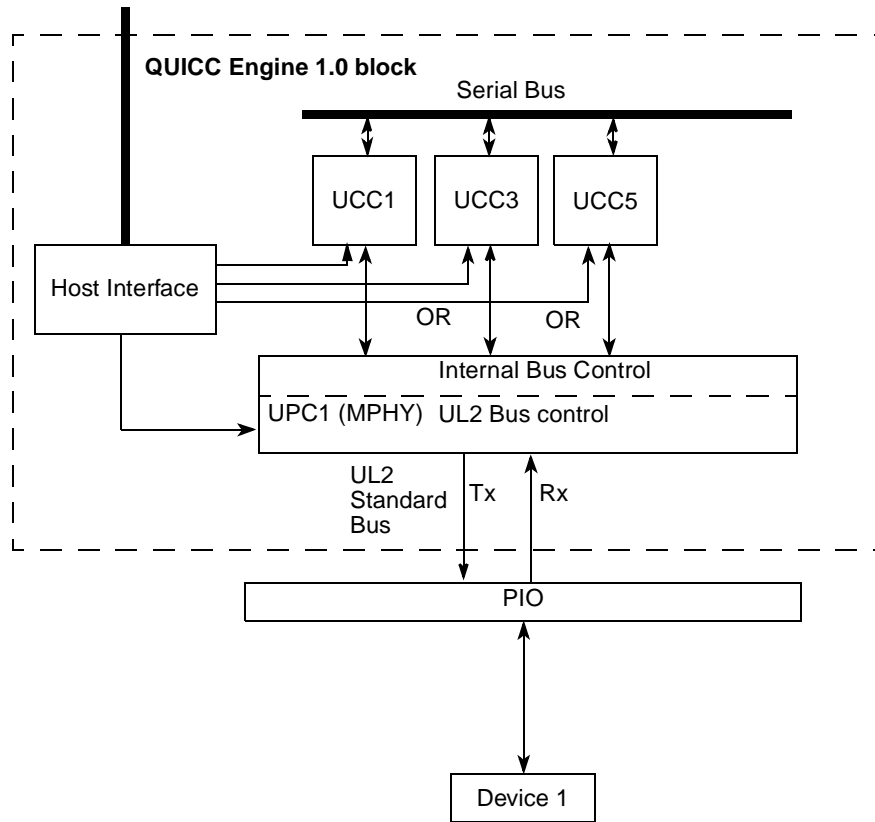 QUICC Engine 1.0 block
Serial Bus
UCC1
UCC3
UCC5
Host Interface
OR
OR
Internal Bus Control
UPC1 (MPHY)
UL2 Bus control
UL2
Standard
Bus
Tx
Rx
PIO
Device 1